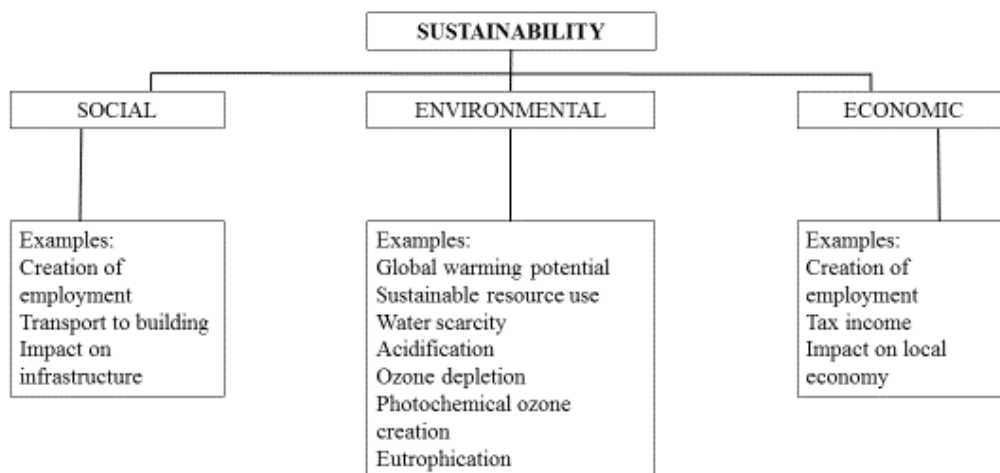 SUSTAINABILITY
SOCIAL
ENVIRONMENTAL
ECONOMIC
Examples:
Creation of
employment
Transport to building
Impact on
infrastructure
Examples:
Global warming potential
Sustainable resource use
Water scarcity
Acidification
Ozone depletion
Photochemical ozone
creation
Eutrophication
Examples:
Creation of
employment
Tax income
Impact on local
economy